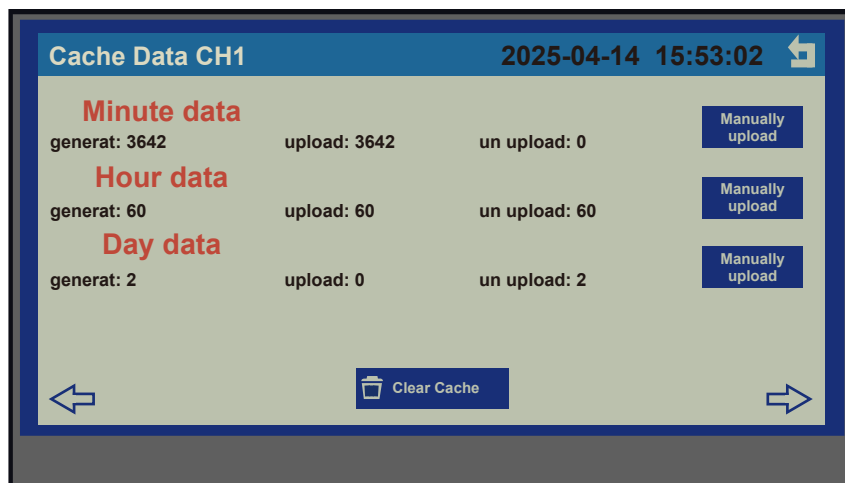 Cache Data CH1 2025-04-14 15:53:02
Minute data
generat: 3642 upload: 3642 un upload: 0
Manually
upload
Hour data
generat: 60 upload: 60 un upload: 60
Manually
upload
Day data
generat: 2 upload: 0 un upload: 2
Manually
upload
Clear Cache